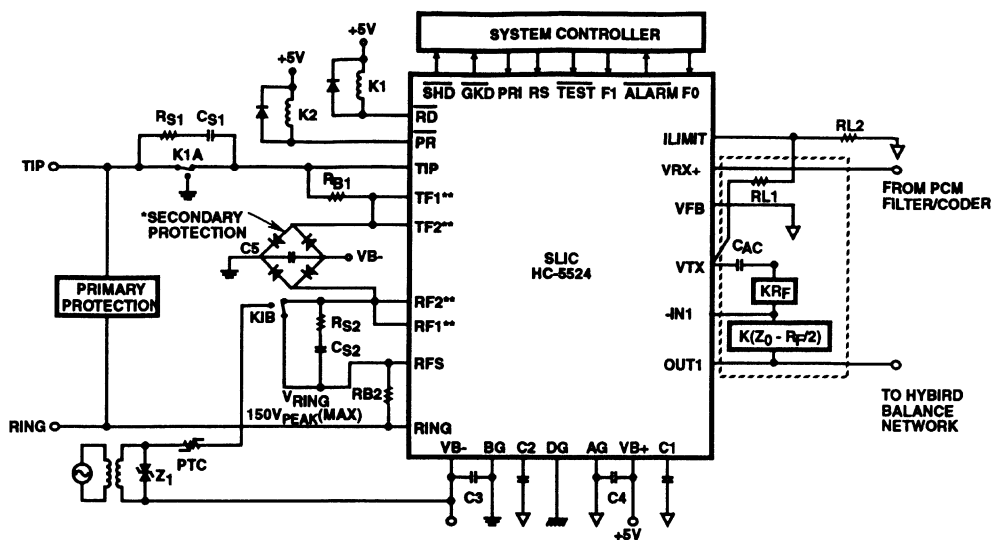 SYSTEM CONTROLLER
+5V
+5V
K1
K2
SHD GKD PRI RS TEST F1 ALARM F0
RD
PR
RS1 CS1
K1A
TIP
TIP
RB1
TF1**
TF2**
*SECONDARY
PROTECTION
C5
VB-
PRIMARY
PROTECTION
KIB
RF2**
RF1**
RS2
CS2
RFS
RB2
VRING
150VPEAK(MAX)
RING
RING
PTC
Z1
SLIC
HC-5524
ILIMIT
RL2
VRX+
FROM PCM
FILTER/CODER
RL1
VFB
CAC
VTX
KRF
-IN1
K(Z0 - RF/2)
OUT1
TO HYBIRD
BALANCE
NETWORK
VB- BG C2 DG AG VB+ C1
C3
C4
+5V